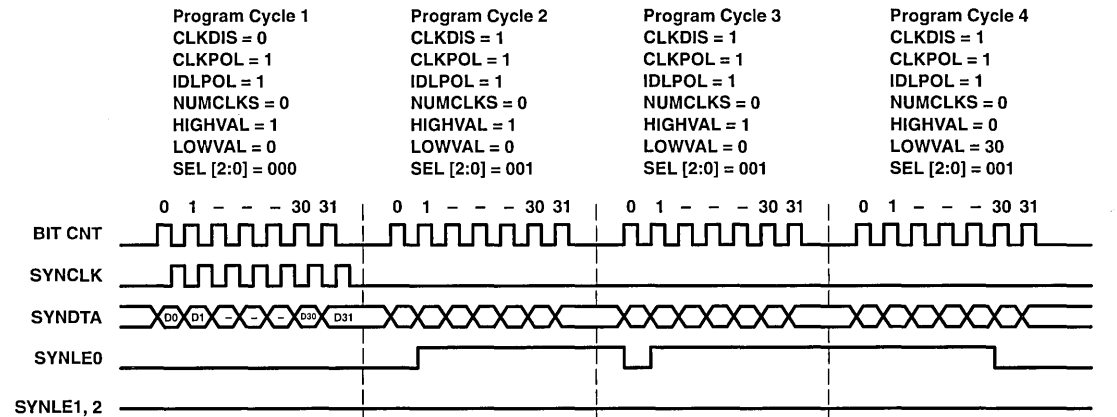 Program Cycle 1
CLKDIS = 0
CLKPOL = 1
IDLPOL = 1
NUMCLKS = 0
HIGHVAL = 1
LOWVAL = 0
SEL [2:0] = 000
Program Cycle 2
CLKDIS = 1
CLKPOL = 1
IDLPOL = 1
NUMCLKS = 0
HIGHVAL = 1
LOWVAL = 0
SEL [2:0] = 001
Program Cycle 3
CLKDIS = 1
CLKPOL = 1
IDLPOL = 1
NUMCLKS = 0
HIGHVAL = 1
LOWVAL = 0
SEL [2:0] = 001
Program Cycle 4
CLKDIS = 1
CLKPOL = 1
IDLPOL = 1
NUMCLKS = 0
HIGHVAL = 0
LOWVAL = 30
SEL [2:0] = 001
0 1 – – – 30 31 0 1 – – – 30 31 0 1 – – – 30 31 0 1 – – – 30 31
BIT CNT
SYNCLK
SYNDTA D0 D1 – – – D30 D31
SYNLE0
SYNLE1, 2